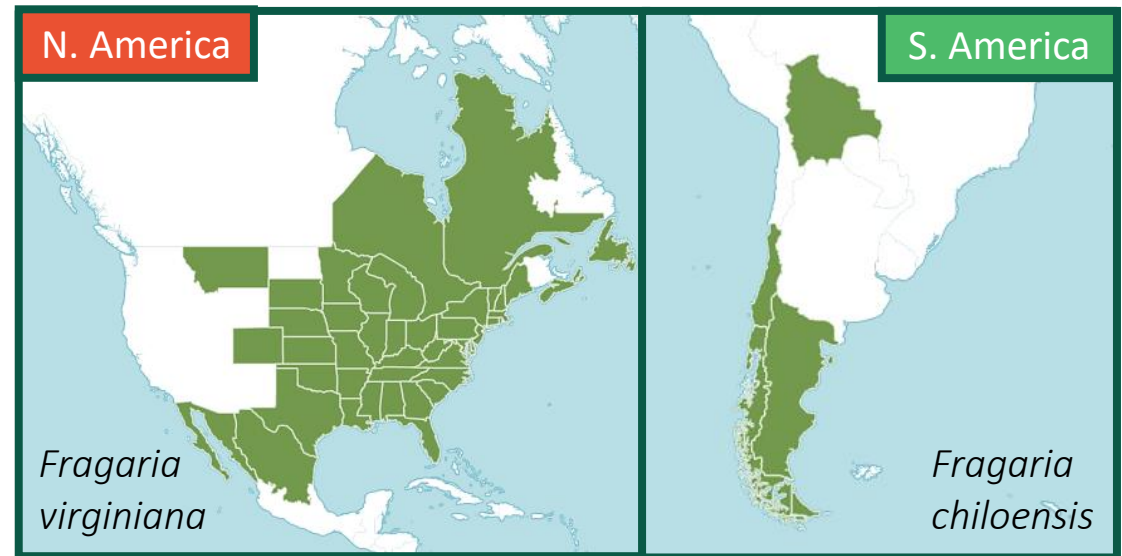 N. America
S. America
Fragaria
virginiana
Fragaria
chiloensis